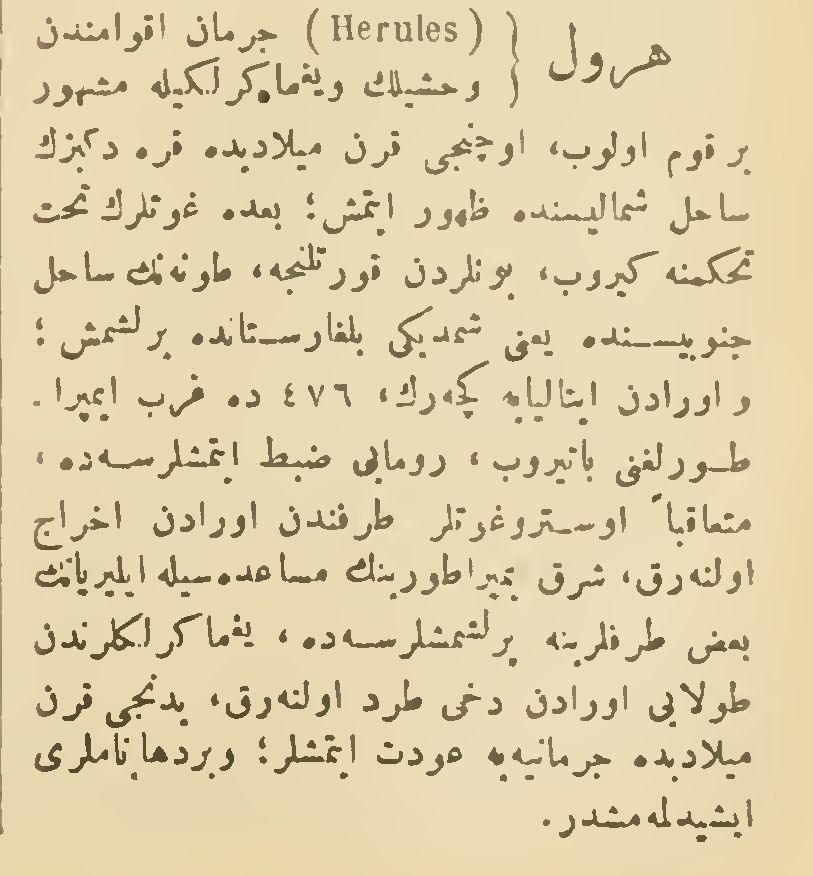 هرول { (Herules) جرمان اقوامندن
وحشیلك ویغماکرلکیله مشهور
بر قوم اولوب، اوچنجی قرن میلادیده قره دکزك
ساحل شمالیسنده ظهور ایتمش؛ بعده غوتلرك تحت
تحکمنه کیروب، بونلردن قورتلنجه، طونه‌نك ساحل
جنوبیسنده یعنی شمدیکی بلغارستانده برلشمش؛
و اورادن ایتالیایه کچه‌رك، ٤٧٦ ده غرب ایمپرا.
طورلغنی باتیروب، رومایی ضبط ایتمشلرسه‌ده،
متعاقباً اوستروغوتلر طرفندن اورادن اخراج
اولنه‌رق، شرق ایمپراطورینك مساعده‌سیله ایلیریانك
بعض طرفلرینه برلشمشلرسه‌ده، یغماکرلکلرندن
طولایی اورادن دخی طرد اولنه‌رق، یدنجی قرن
میلادیده جرمانیه‌یه عودت ایتمشلر؛ وبردها ناملری
ایشیدلمه‌مشدر.